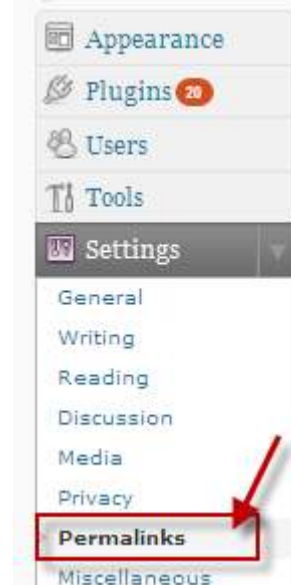 Appearance
Plugins 20
Users
Tools
Settings
General
Writing
Reading
Discussion
Media
Privacy
Permalinks
Miscellaneous